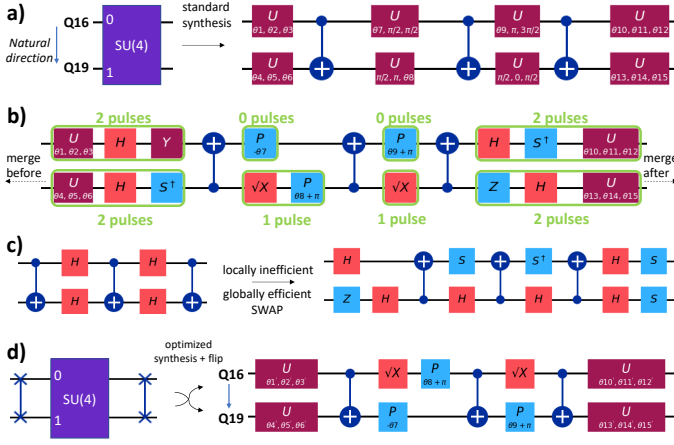 a)
Q16
0
SU(4)
1
Q19
Natural
direction
standard
synthesis
U
θ1, θ2, θ3
U
θ7, π/2, π/2
U
θ9, π, 3π/2
U
θ10, θ11, θ12
U
θ4, θ5, θ6
U
π/2, π, θ8
U
π/2, 0, π/2
U
θ13, θ14, θ15
b)
2 pulses
0 pulses
0 pulses
2 pulses
U
θ1, θ2, θ3
H
Y
P
-θ7
P
θ9 + π
H
S†
U
θ10, θ11, θ12
merge
before
merge
after
U
θ4, θ5, θ6
H
S†
√X
P
θ8 + π
√X
Z
H
U
θ13, θ14, θ15
2 pulses
1 pulse
1 pulse
2 pulses
c)
H
H
H
H
locally inefficient
globally efficient
SWAP
H
S
S†
H
S
Z
H
H
H
H
S
d)
0
SU(4)
1
optimized
synthesis + flip
Q16
Q19
U
θ1, θ2, θ3
√X
P
θ8 + π
√X
U
θ10, θ11, θ12
U
θ4, θ5, θ6
P
-θ7
P
θ9 + π
U
θ13, θ14, θ15